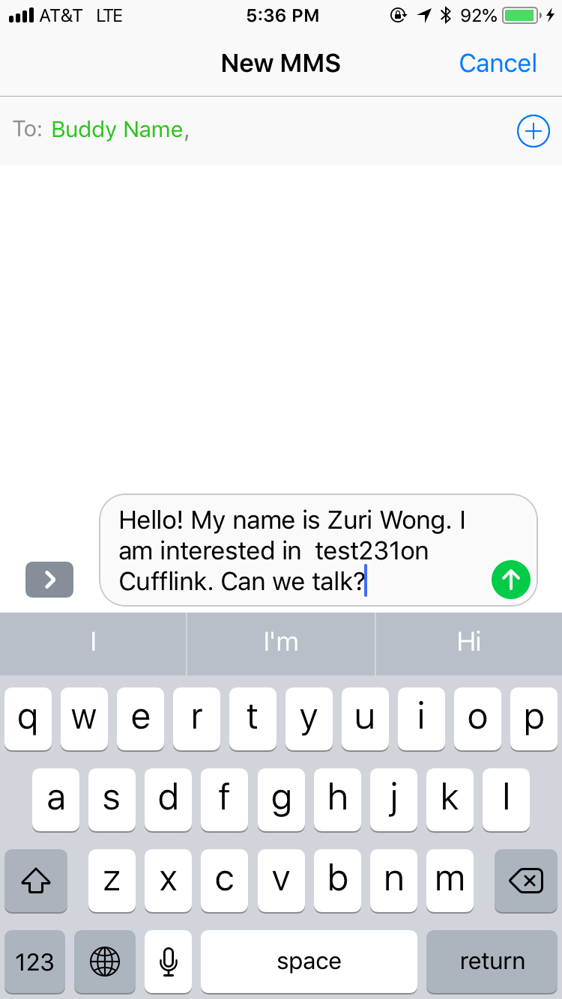 AT&T LTE 5:36 PM 92%
New MMS Cancel
To: Buddy Name,
Hello! My name is Zuri Wong. I
am interested in  test231on
Cufflink. Can we talk?
I I'm Hi
q w e r t y u i o p
a s d f g h j k l
z x c v b n m
123 space return